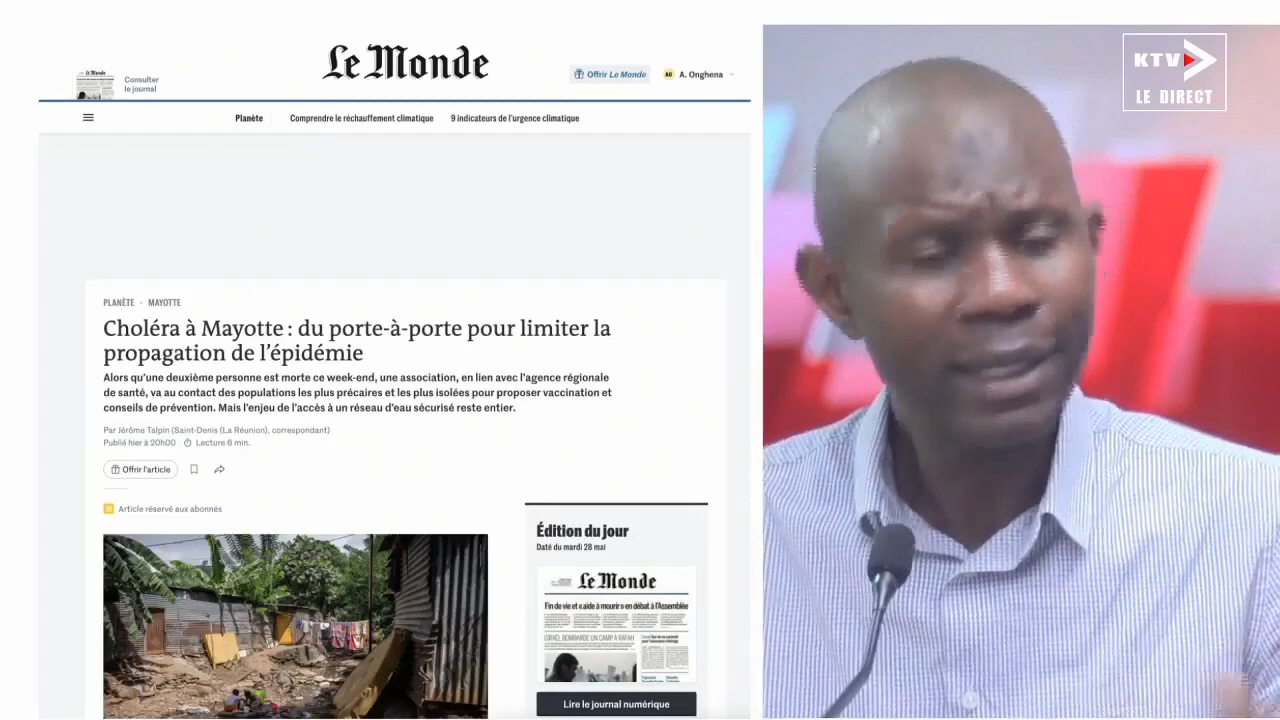 Le Monde
Consulter
le journal
Offrir Le Monde
AO A. Onghena
Planète Comprendre le réchauffement climatique 9 indicateurs de l'urgence climatique
PLANÈTE • MAYOTTE
Choléra à Mayotte : du porte-à-porte pour limiter la
propagation de l'épidémie
Alors qu'une deuxième personne est morte ce week-end, une association, en lien avec l'agence régionale
de santé, va au contact des populations les plus précaires et les plus isolées pour proposer vaccination et
conseils de prévention. Mais l'enjeu de l'accès à un réseau d'eau sécurisé reste entier.
Par Jérôme Talpin (Saint-Denis (La Réunion), correspondant)
Publié hier à 20h00 · Lecture 6 min.
Offrir l'article
Article réservé aux abonnés
Édition du jour
Daté du mardi 28 mai
Le Monde
Fin de vie et « aide à mourir » en débat à l'Assemblée
ISRAËL BOMBARDE UN CAMP À RAFAH
Lire le journal numérique
KTV
LE DIRECT